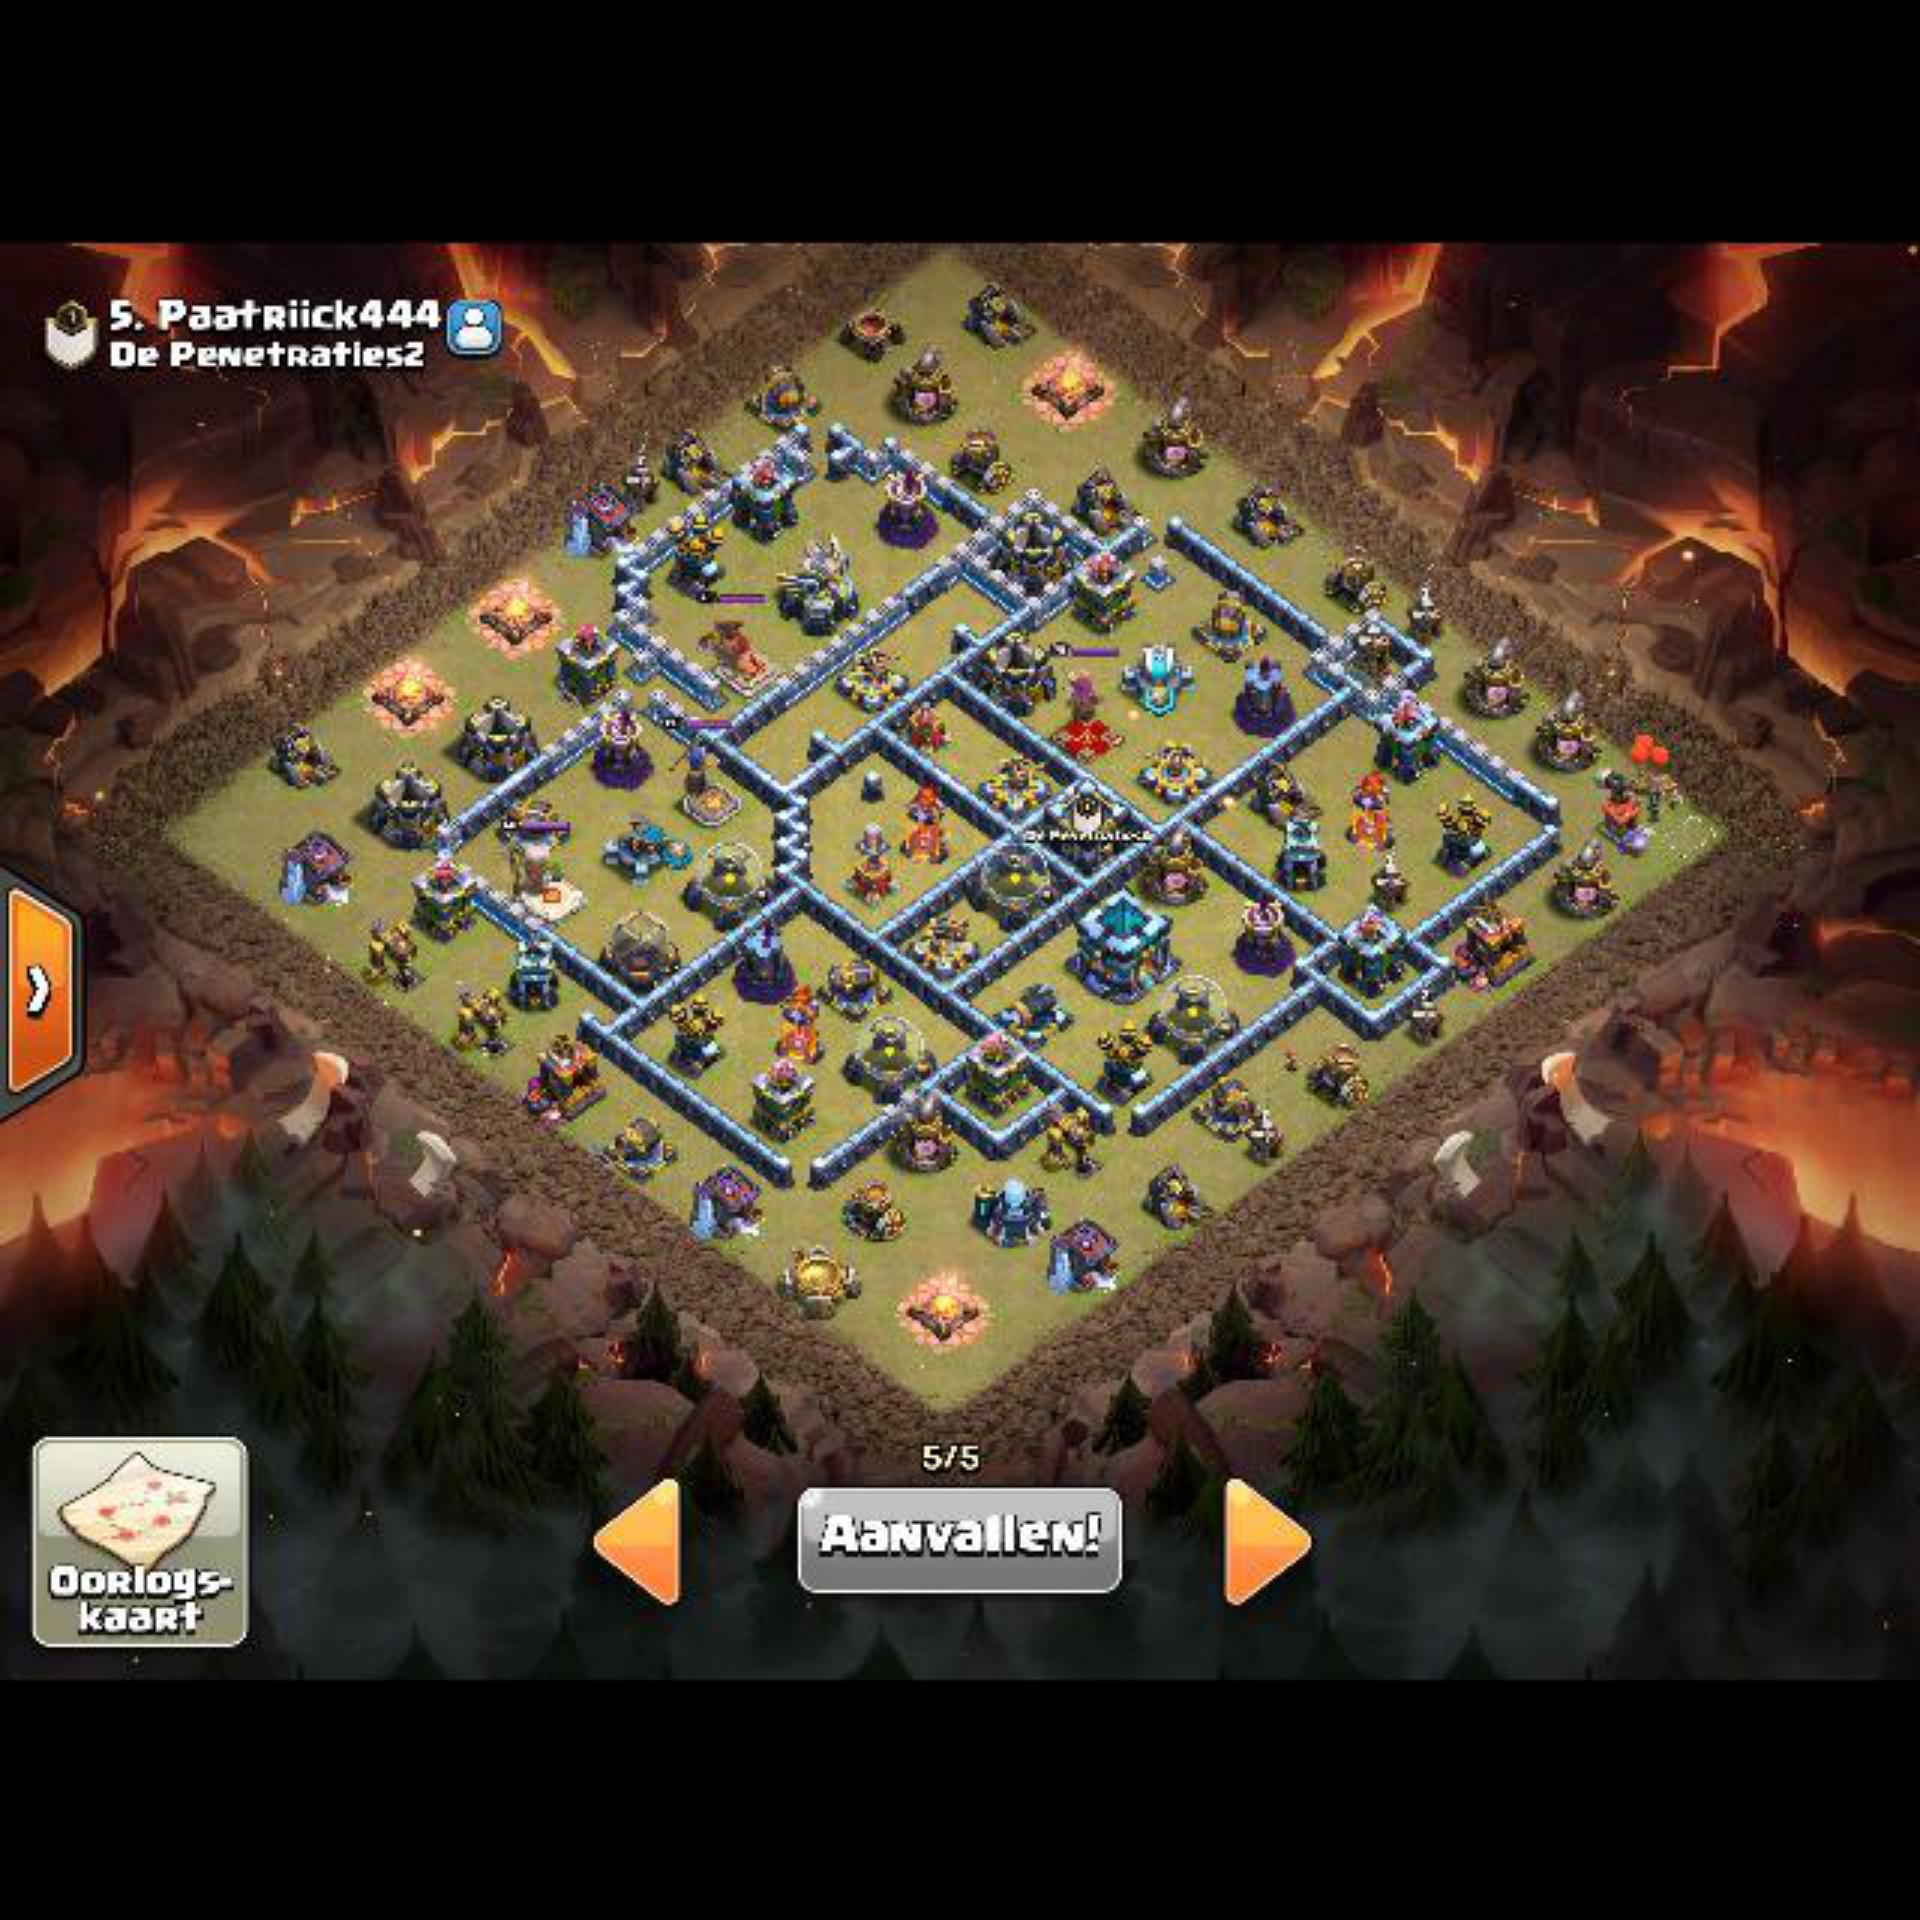 5. Paatriick444
De Penetraties2
5/5
Aanvallen!
Oorlogs-
kaart